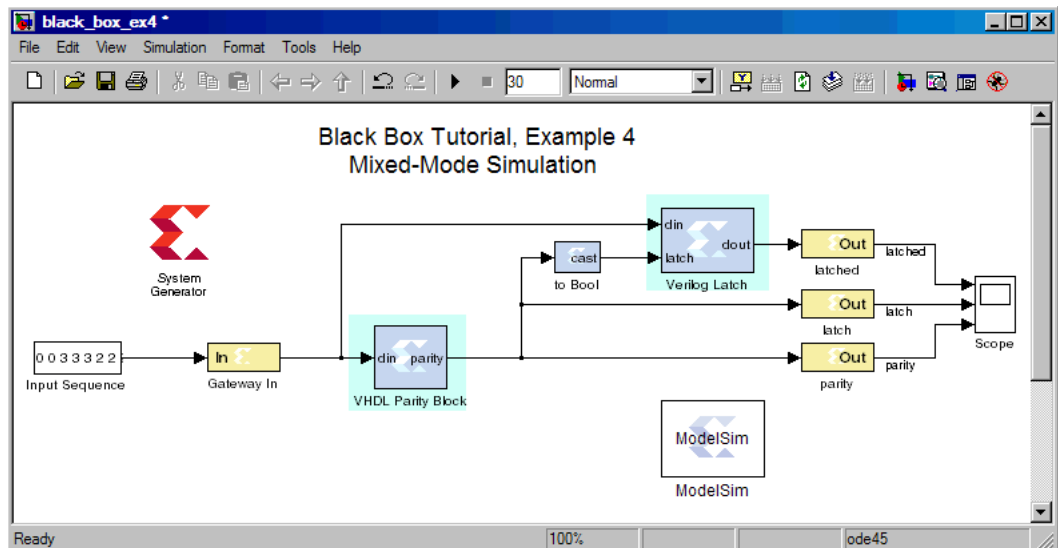 black_box_ex4 *
File Edit View Simulation Format Tools Help
30 Normal
Black Box Tutorial, Example 4
Mixed-Mode Simulation
System
Generator
din
latch
dout
Verilog Latch
cast
to Bool
Out
latched
latched
Out
latch
latch
Out
parity
parity
Scope
0 0 3 3 3 2 2
Input Sequence
In
Gateway In
din parity
VHDL Parity Block
ModelSim
ModelSim
Ready 100% ode45